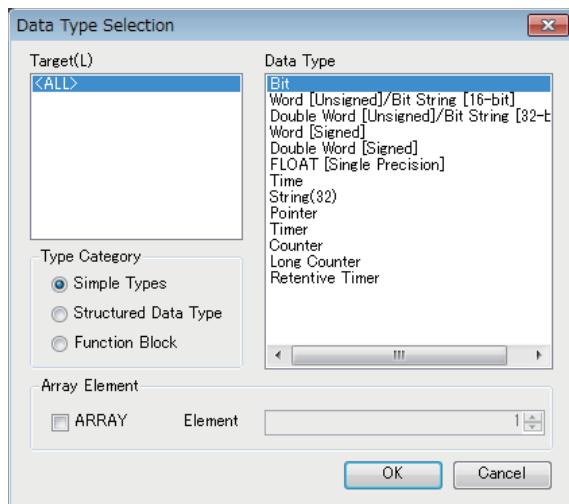 Data Type Selection
Target(L)
<ALL>
Data Type
Bit
Word [Unsigned]/Bit String [16-bit]
Double Word [Unsigned]/Bit String [32-b
Word [Signed]
Double Word [Signed]
FLOAT [Single Precision]
Time
String(32)
Pointer
Timer
Counter
Long Counter
Retentive Timer
Type Category
Simple Types
Structured Data Type
Function Block
Array Element
ARRAY Element 1
OK Cancel